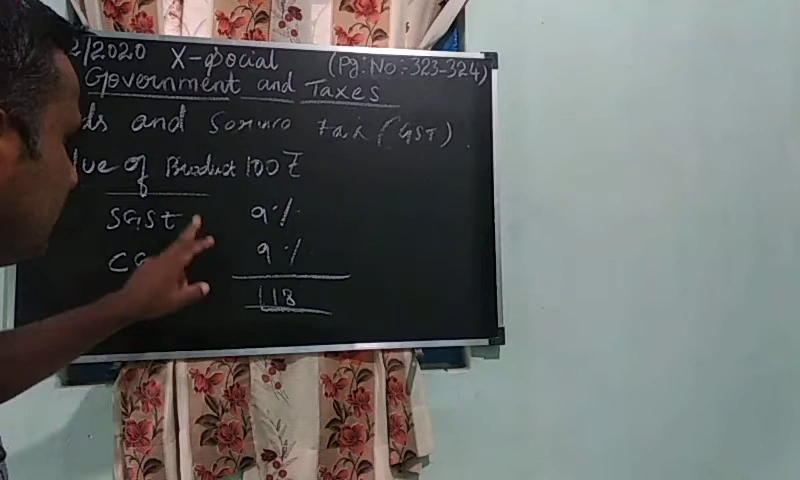 2/2020 X-Social (Pg:No:-323-324)
Government and Taxes
ds and Service Tax (GST).
lue of Product 100 ₹
SGST 9%
CG 9%
118